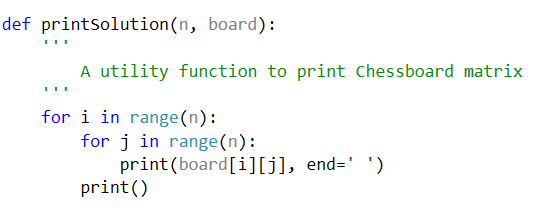 def printSolution(n, board):
    '''
        A utility function to print Chessboard matrix
    '''
    for i in range(n):
        for j in range(n):
            print(board[i][j], end=' ')
        print()